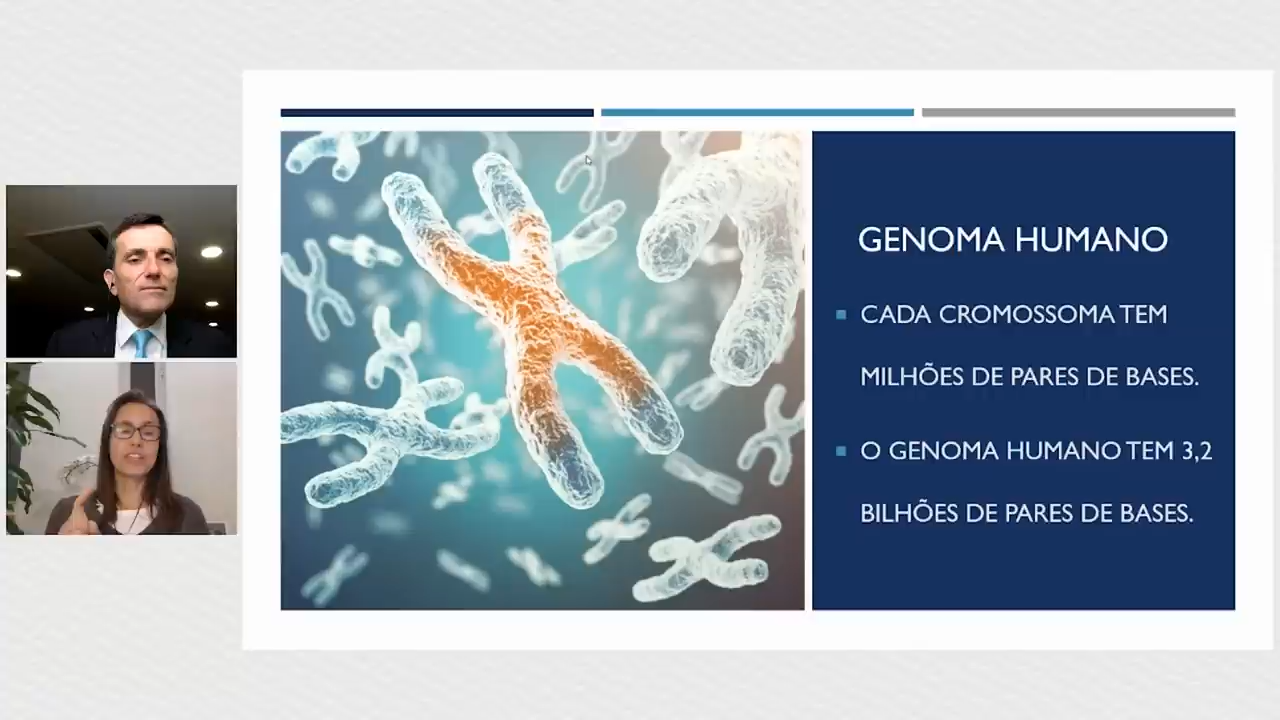 GENOMA HUMANO
CADA CROMOSSOMA TEM
MILHÕES DE PARES DE BASES.
O GENOMA HUMANO TEM 3,2
BILHÕES DE PARES DE BASES.